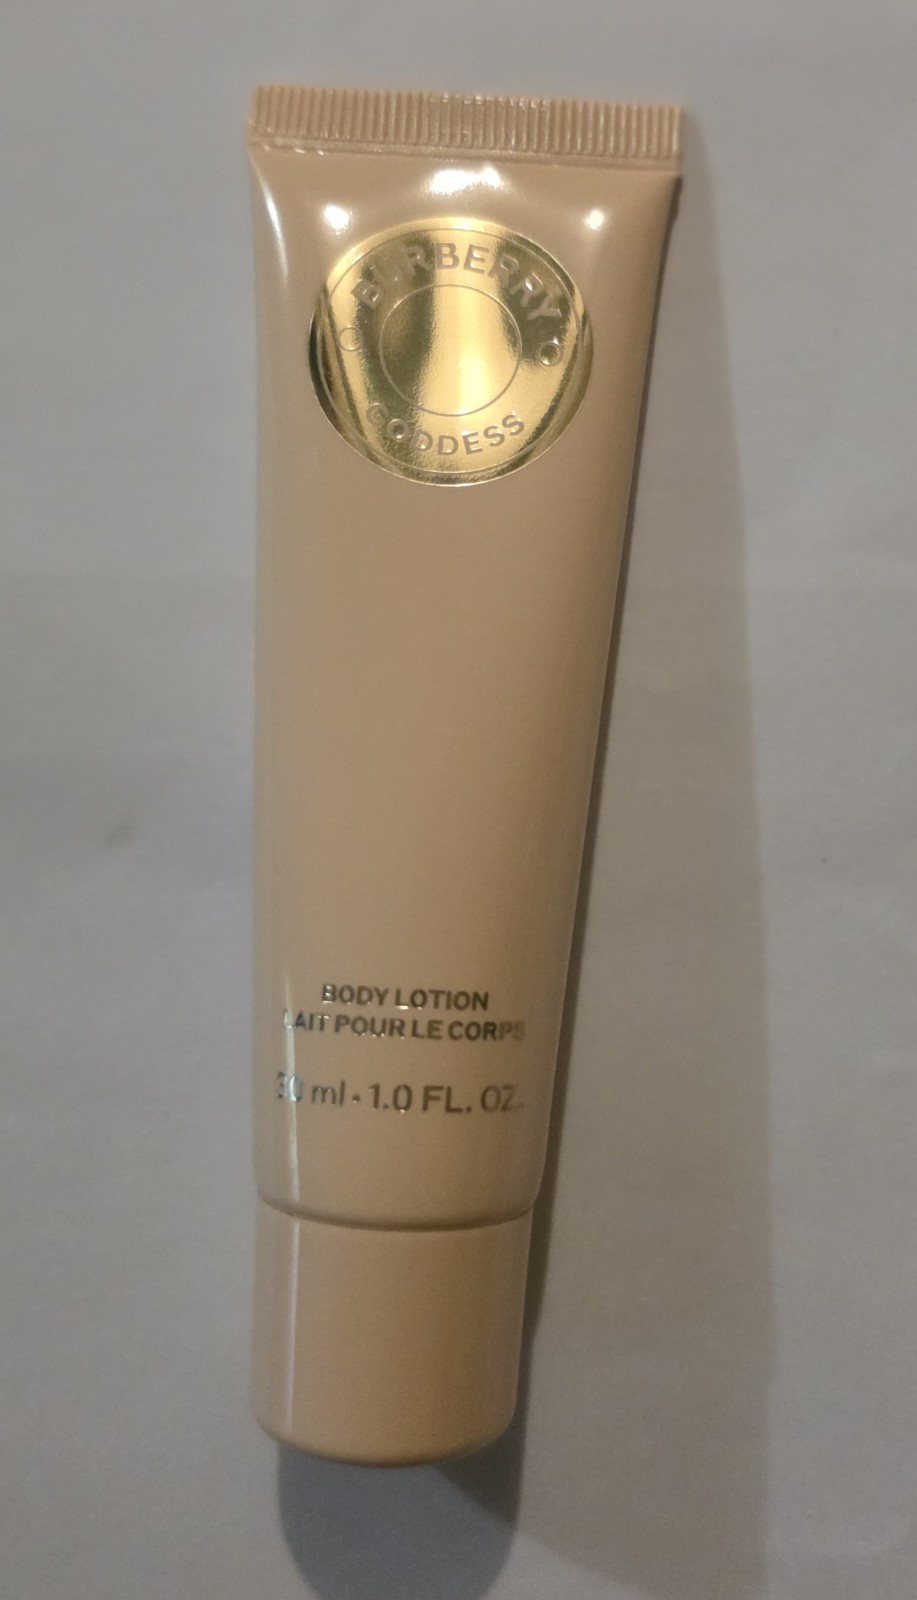 BURBERRY
GODDESS
BODY LOTION
LAIT POUR LE CORPS
30 ml • 1.0 FL. OZ.